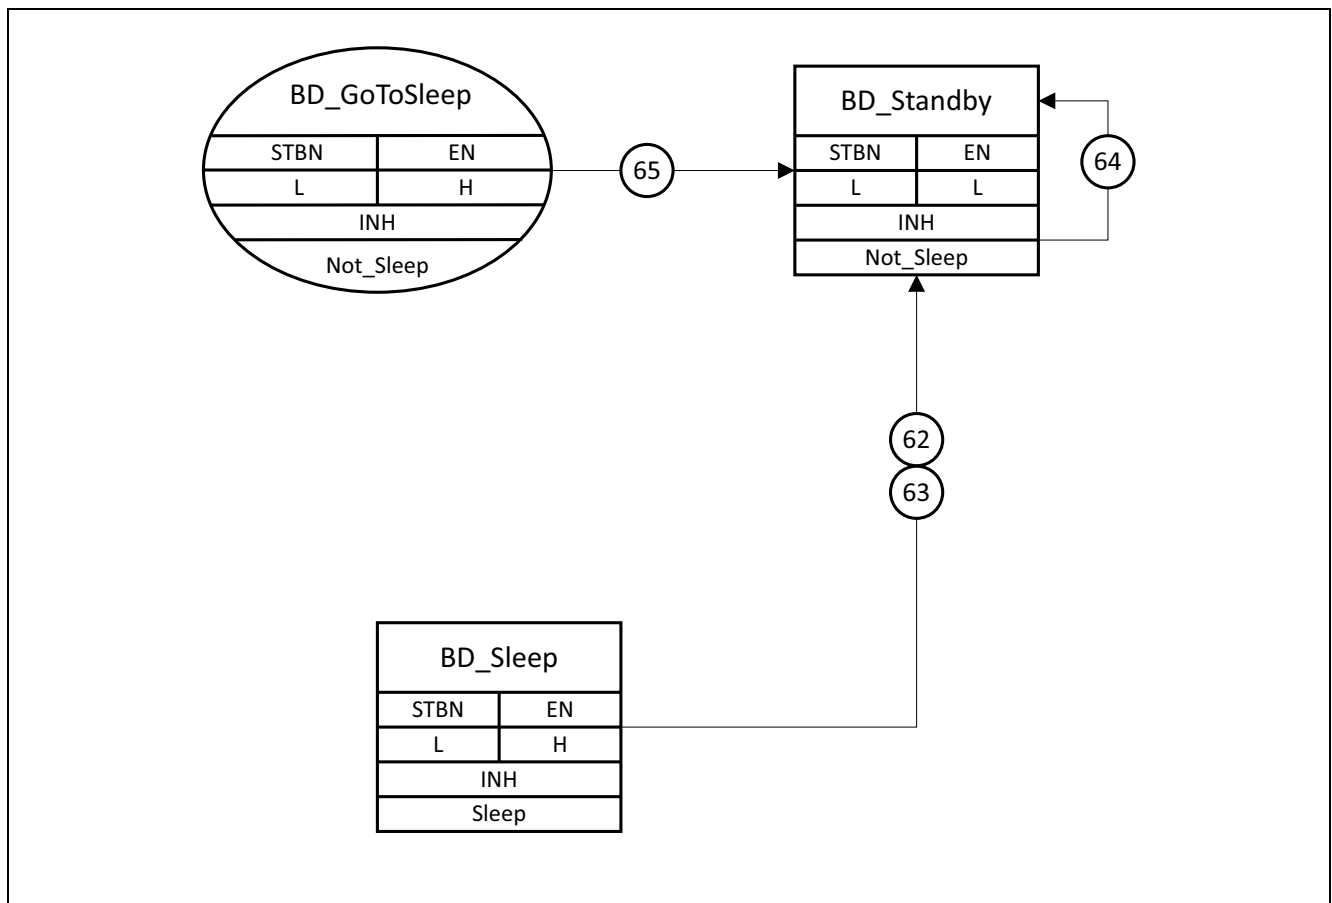 BD_GoToSleep
STBN EN
L H
INH
Not_Sleep
65
BD_Standby
STBN EN
L L
INH
Not_Sleep
64
62
63
BD_Sleep
STBN EN
L H
INH
Sleep